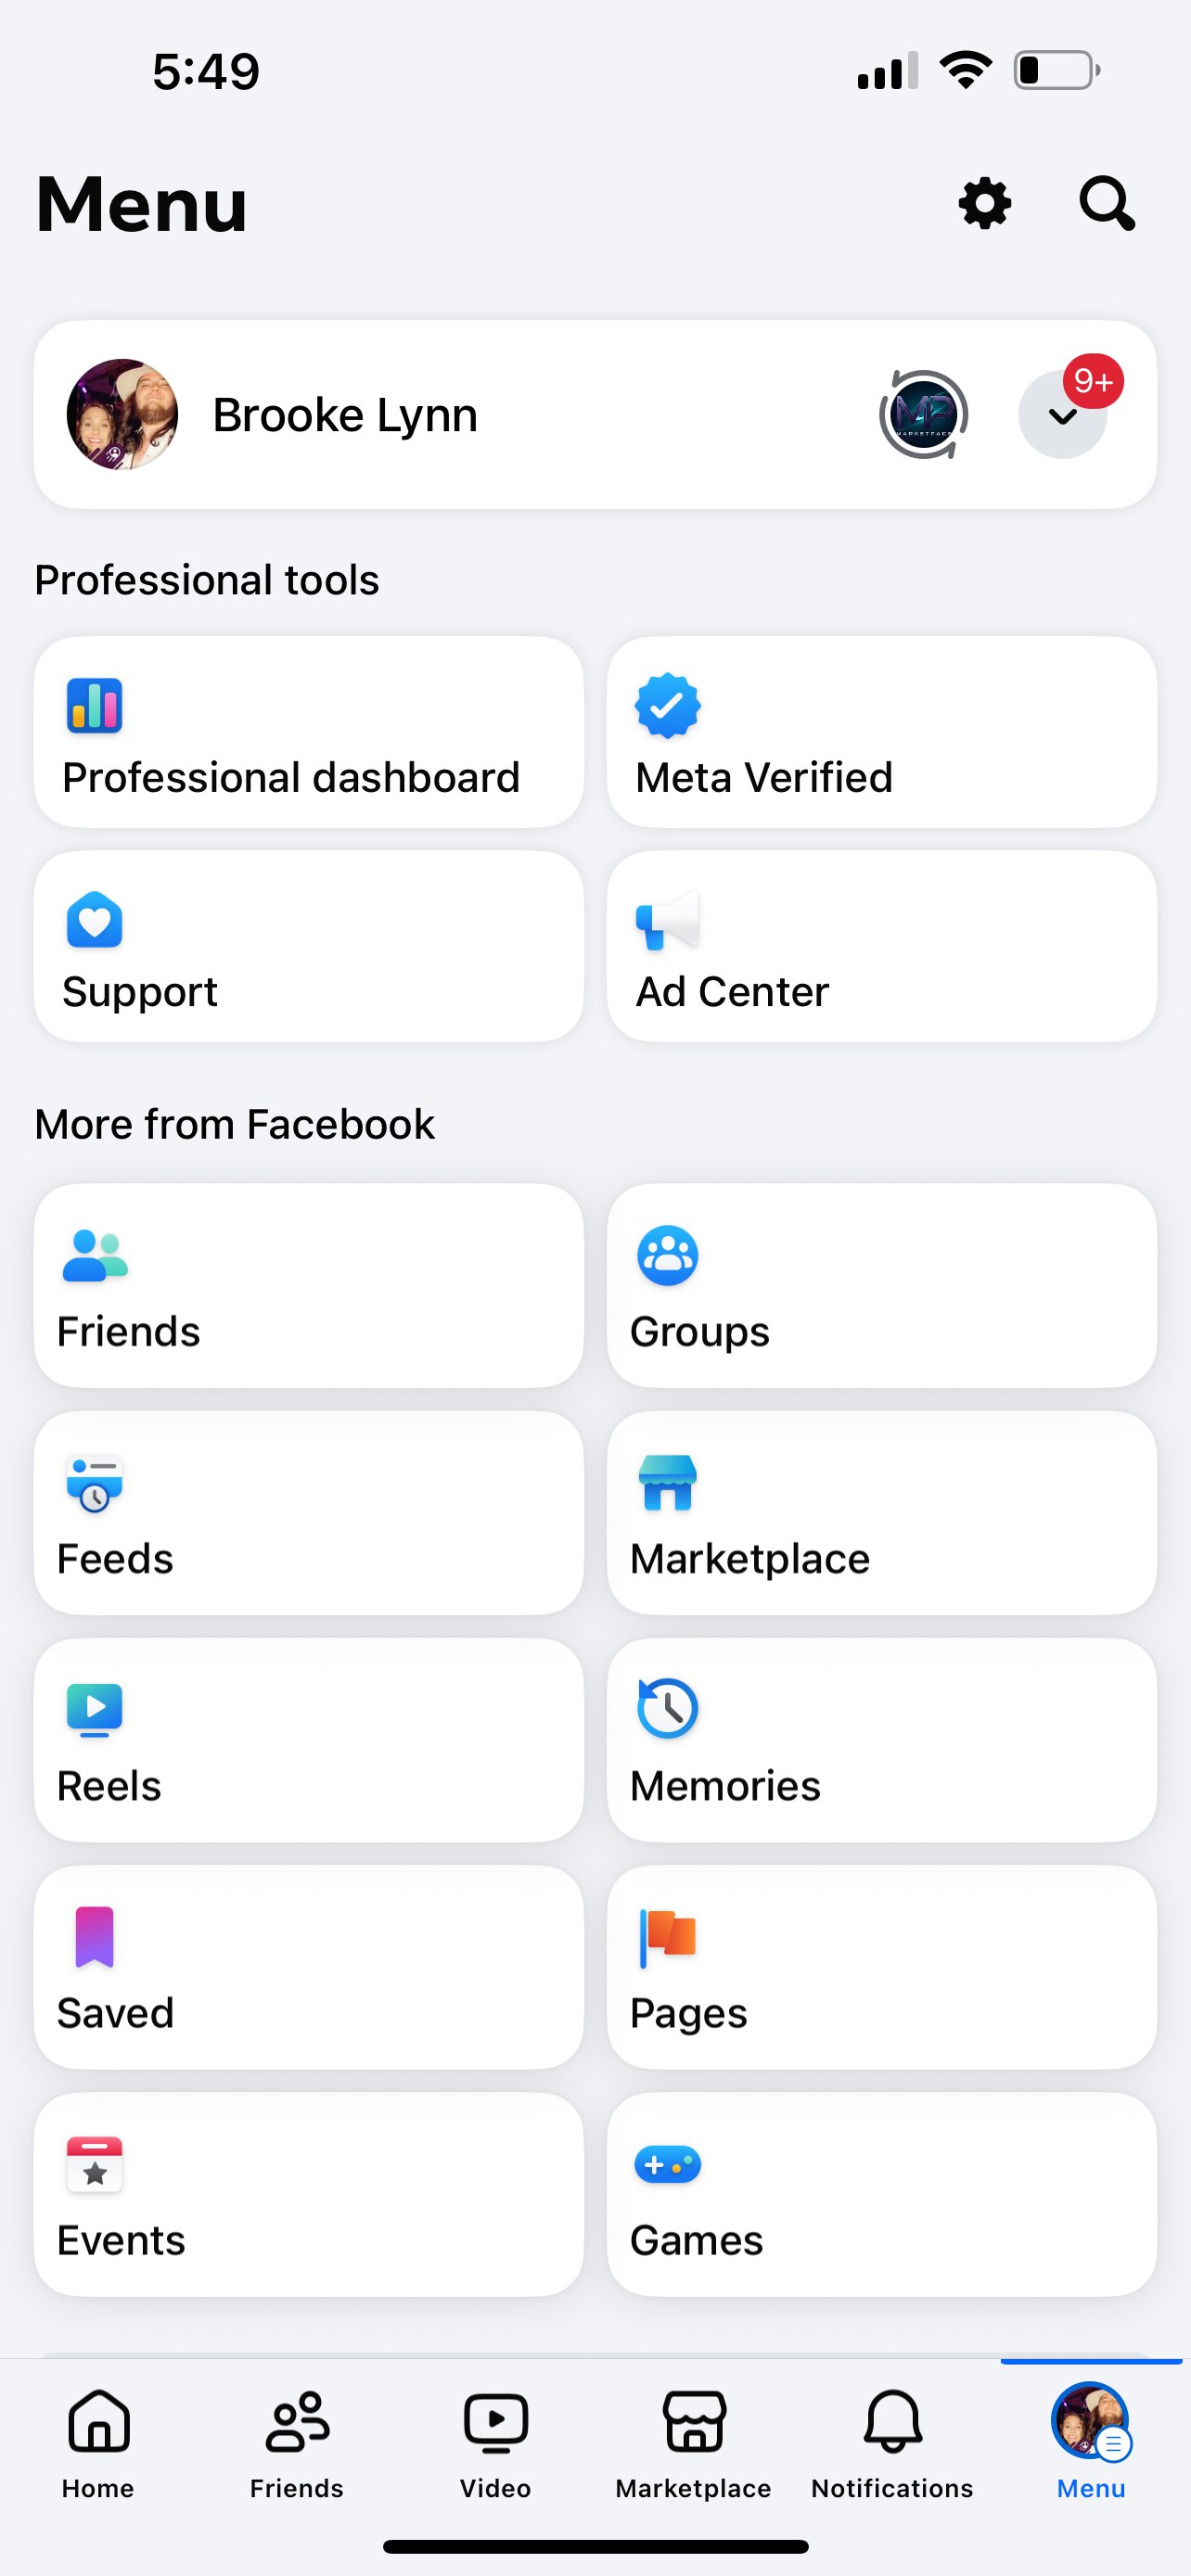 5:49
Menu
Brooke Lynn
MP
MARKETPLACE
9+
Professional tools
Professional dashboard
Meta Verified
Support
Ad Center
More from Facebook
Friends
Groups
Feeds
Marketplace
Reels
Memories
Saved
Pages
Events
Games
Home
Friends
Video
Marketplace
Notifications
Menu